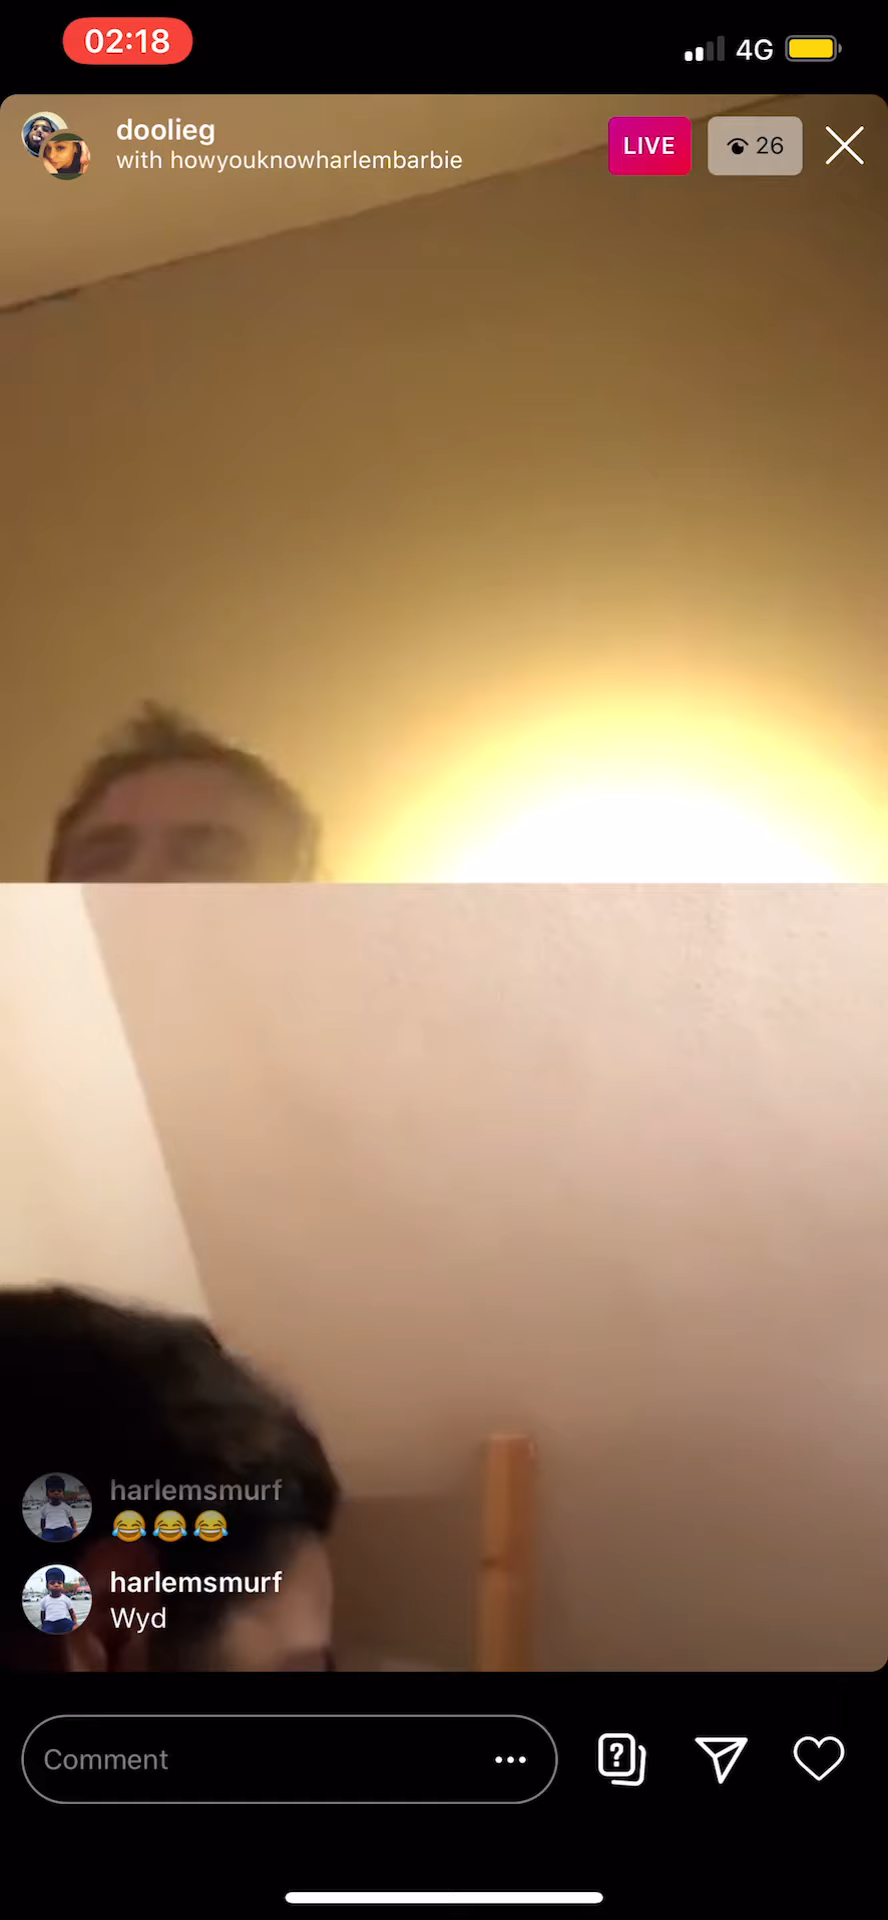 02:18
4G
doolieg
with howyouknowharlembarbie
LIVE
26
harlemsmurf
😂😂😂
harlemsmurf
Wyd
Comment
?